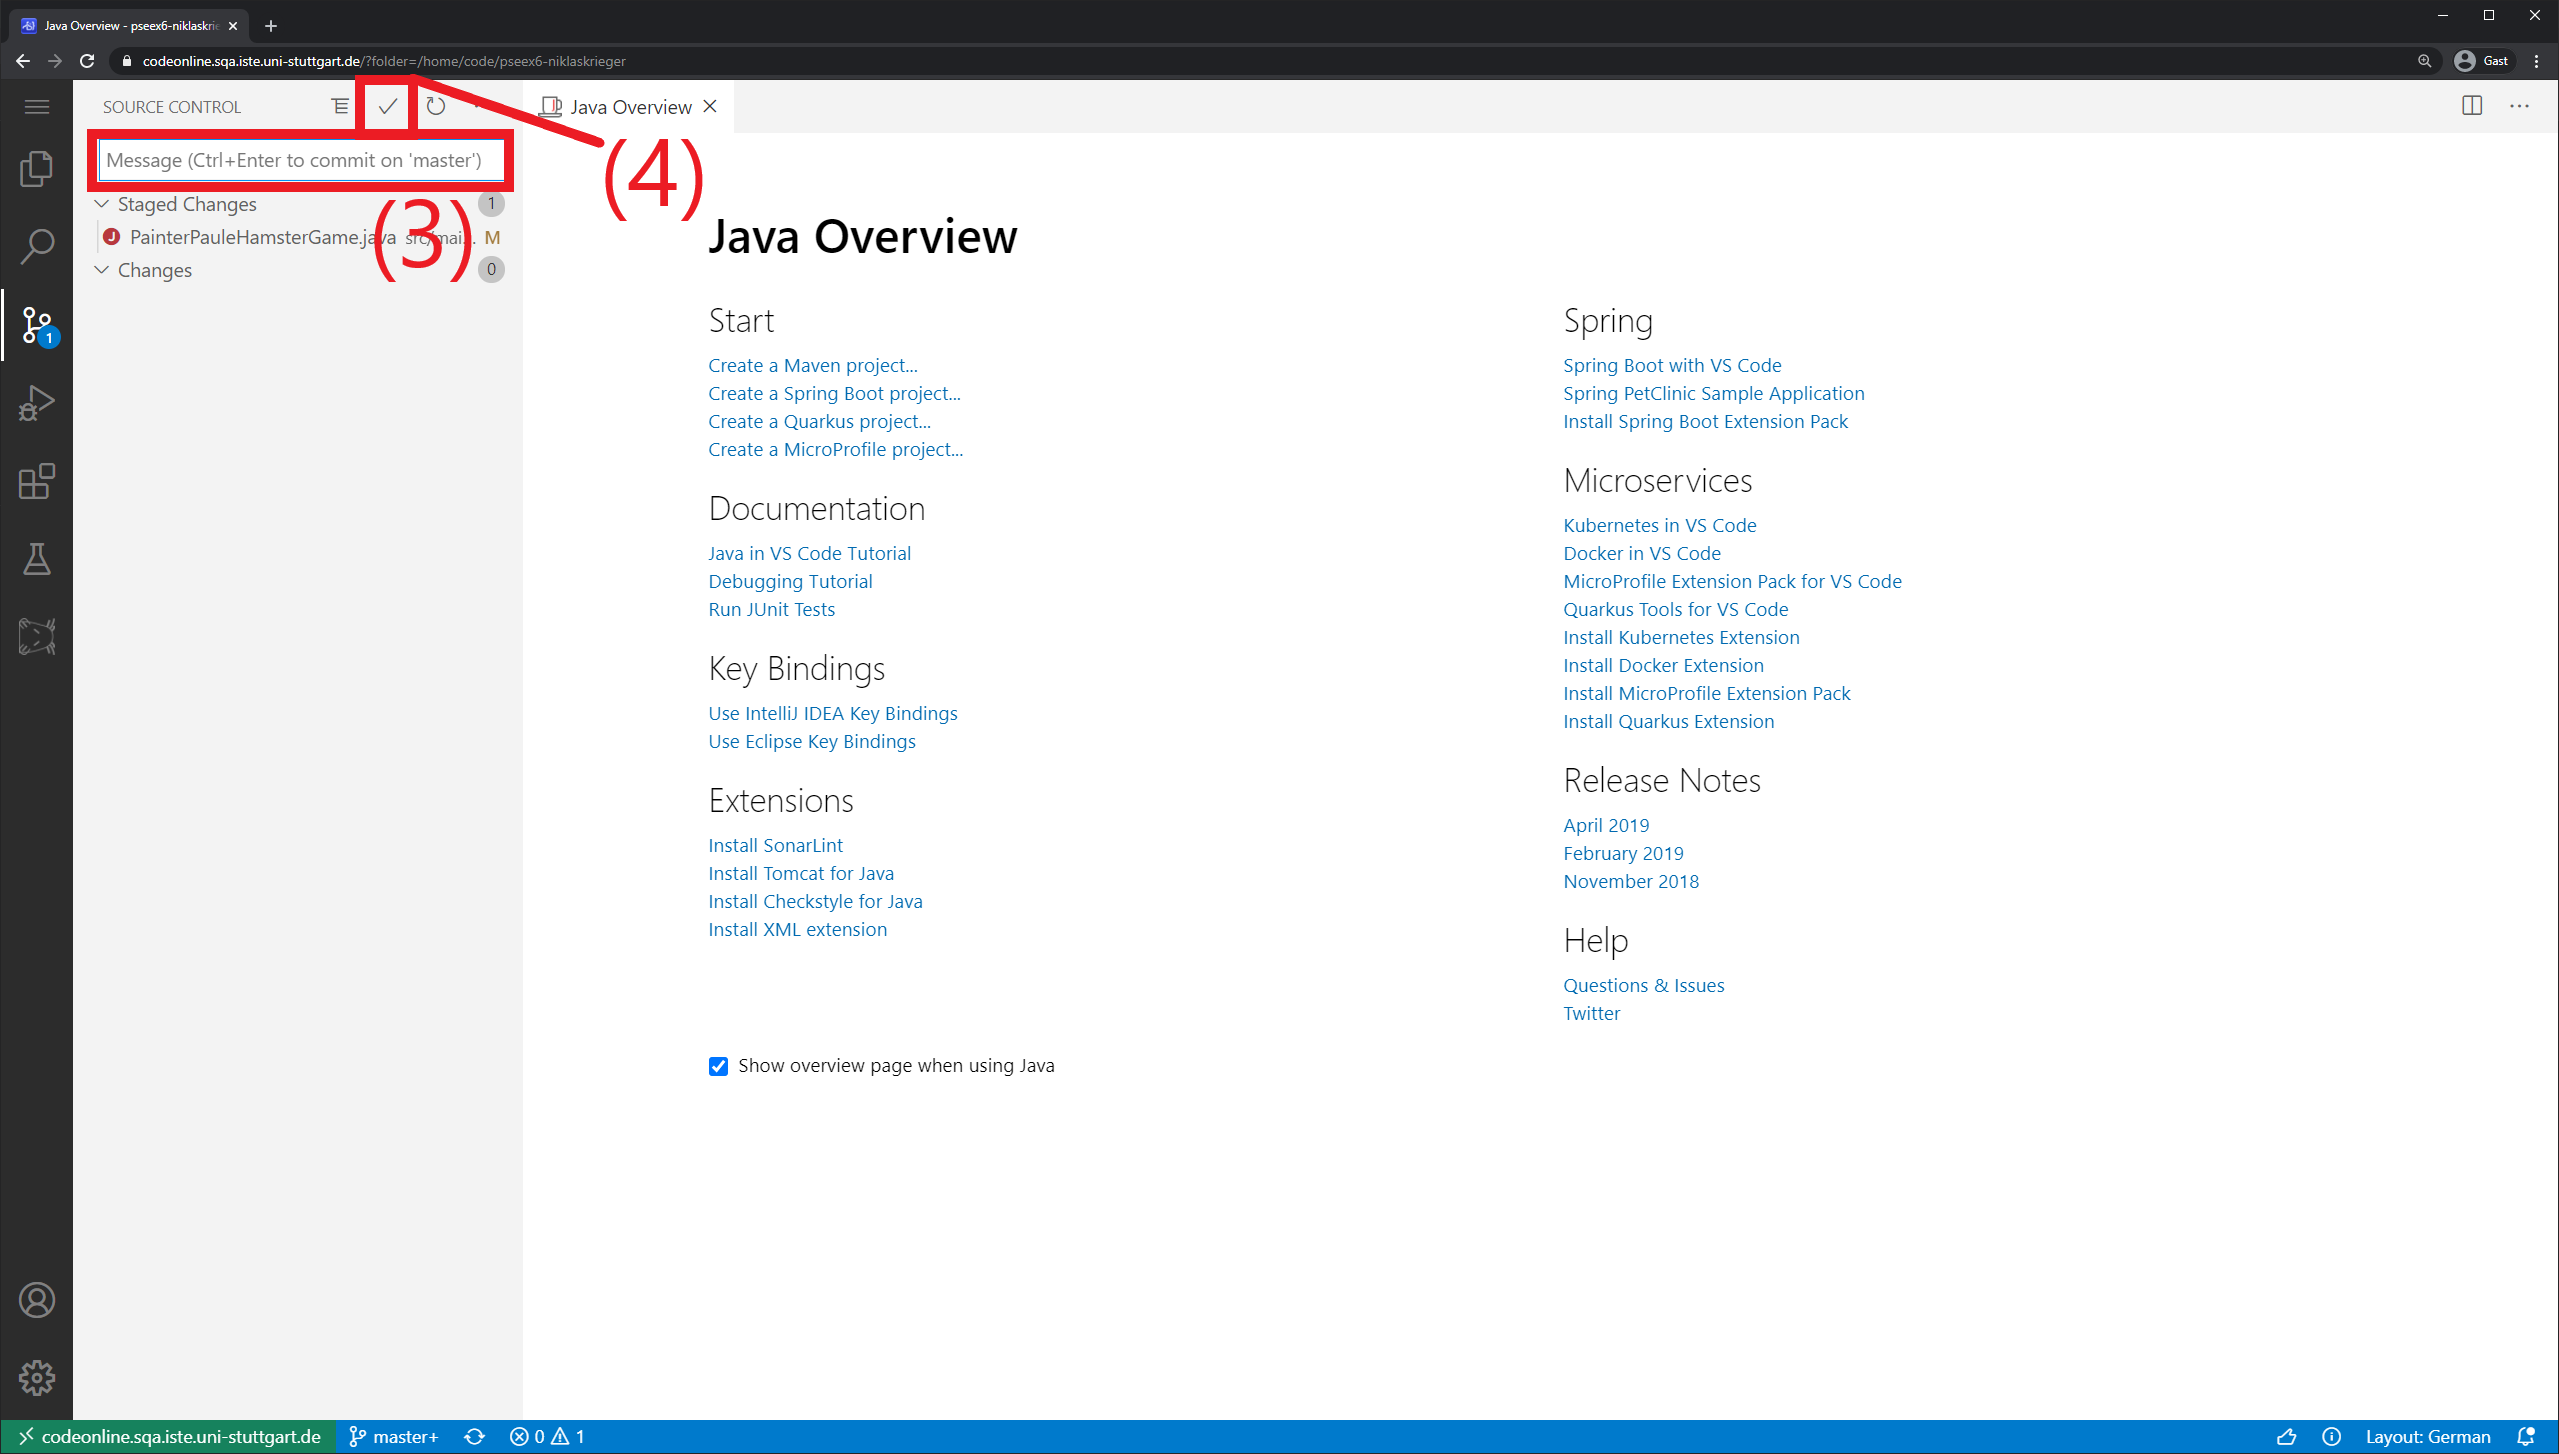 Java Overview - pseex6-niklaskrie
codeonline.sqa.iste.uni-stuttgart.de/?folder=/home/code/pseex6-niklaskrieger
Gast
SOURCE CONTROL
Message (Ctrl+Enter to commit on 'master')
Staged Changes
1
PainterPauleHamsterGame.java src/mai... M
Changes
0
(3)
(4)
1
Java Overview
Java Overview
Start
Create a Maven project...
Create a Spring Boot project...
Create a Quarkus project...
Create a MicroProfile project...
Documentation
Java in VS Code Tutorial
Debugging Tutorial
Run JUnit Tests
Key Bindings
Use IntelliJ IDEA Key Bindings
Use Eclipse Key Bindings
Extensions
Install SonarLint
Install Tomcat for Java
Install Checkstyle for Java
Install XML extension
Spring
Spring Boot with VS Code
Spring PetClinic Sample Application
Install Spring Boot Extension Pack
Microservices
Kubernetes in VS Code
Docker in VS Code
MicroProfile Extension Pack for VS Code
Quarkus Tools for VS Code
Install Kubernetes Extension
Install Docker Extension
Install MicroProfile Extension Pack
Install Quarkus Extension
Release Notes
April 2019
February 2019
November 2018
Help
Questions & Issues
Twitter
Show overview page when using Java
codeonline.sqa.iste.uni-stuttgart.de
master+
0
1
Layout: German